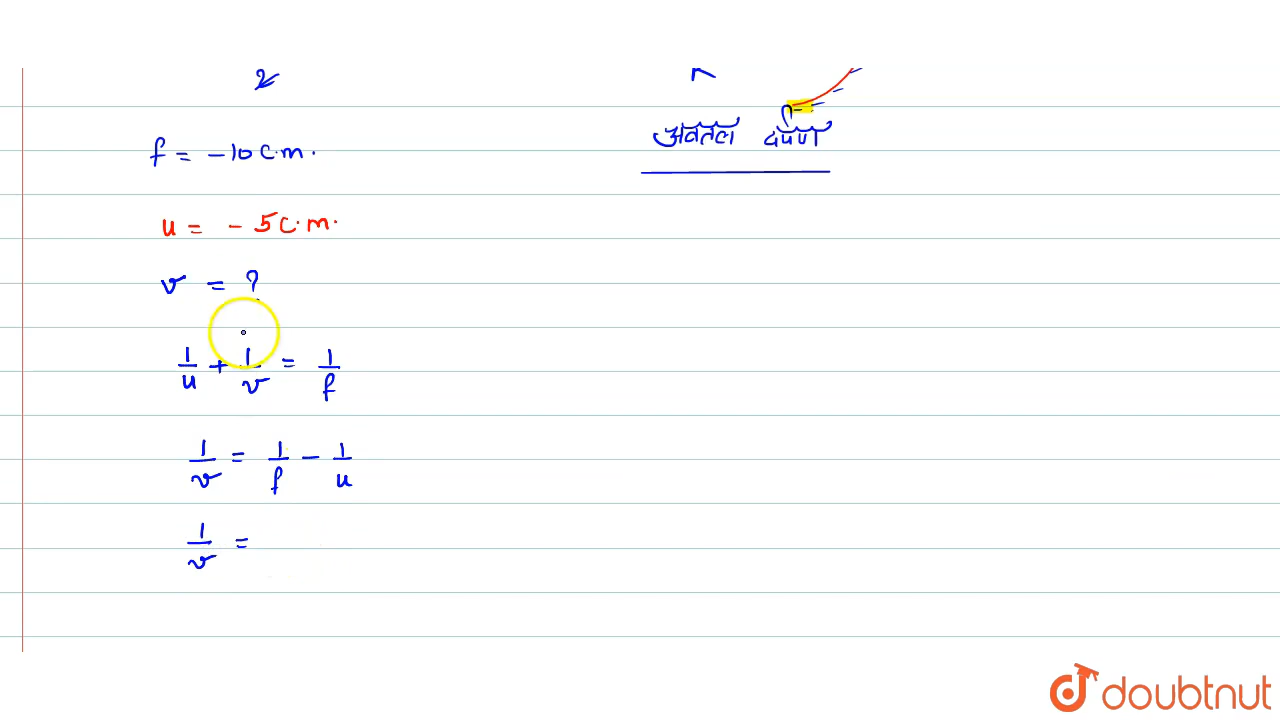 2
f = - 10 c.m.
अवतल दर्पण
u = - 5 c.m.
v = ?
1/u + 1/v = 1/f
1/v = 1/f - 1/u
1/v =
doubtnut